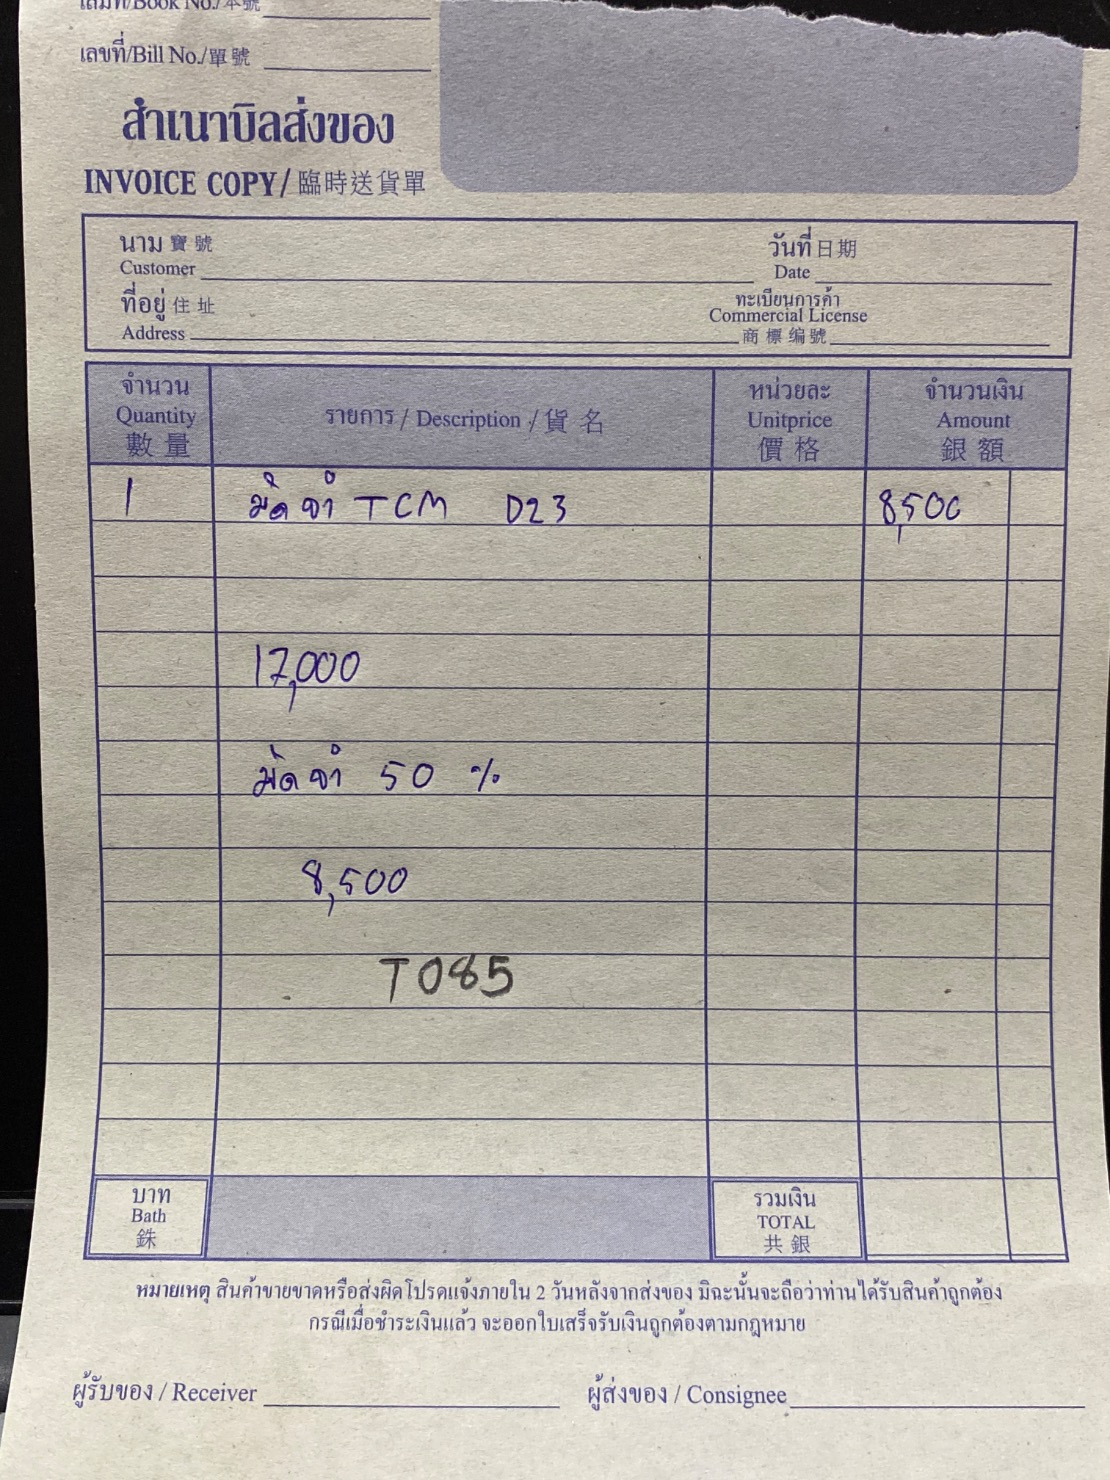 เล่มที่/Book No./本號
เลขที่/Bill No./單號
สำเนาบิลส่งของ
INVOICE COPY/臨時送貨單
นาม 寶號
Customer
วันที่ 日期
Date
ที่อยู่ 住址
Address
ทะเบียนการค้า
Commercial License
商標编號
จำนวน
Quantity
數量
รายการ / Description / 貨名
หน่วยละ
Unitprice
價格
จำนวนเงิน
Amount
銀額
1 มัดจำ TCM D23 8,500
17,000
มัดจำ 50 %
8,500
T085
บาท
Bath
銖
รวมเงิน
TOTAL
共銀
หมายเหตุ สินค้าขายขาดหรือส่งผิดโปรดแจ้งภายใน 2 วันหลังจากส่งของ มิฉะนั้นจะถือว่าท่านได้รับสินค้าถูกต้อง
กรณีเมื่อชำระเงินแล้ว จะออกใบเสร็จรับเงินถูกต้องตามกฎหมาย
ผู้รับของ / Receiver
ผู้ส่งของ / Consignee